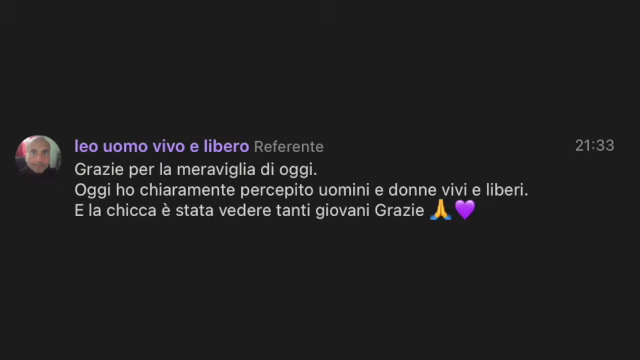 leo uomo vivo e libero Referente 21:33
Grazie per la meraviglia di oggi.
Oggi ho chiaramente percepito uomini e donne vivi e liberi.
E la chicca è stata vedere tanti giovani Grazie 🙏💜